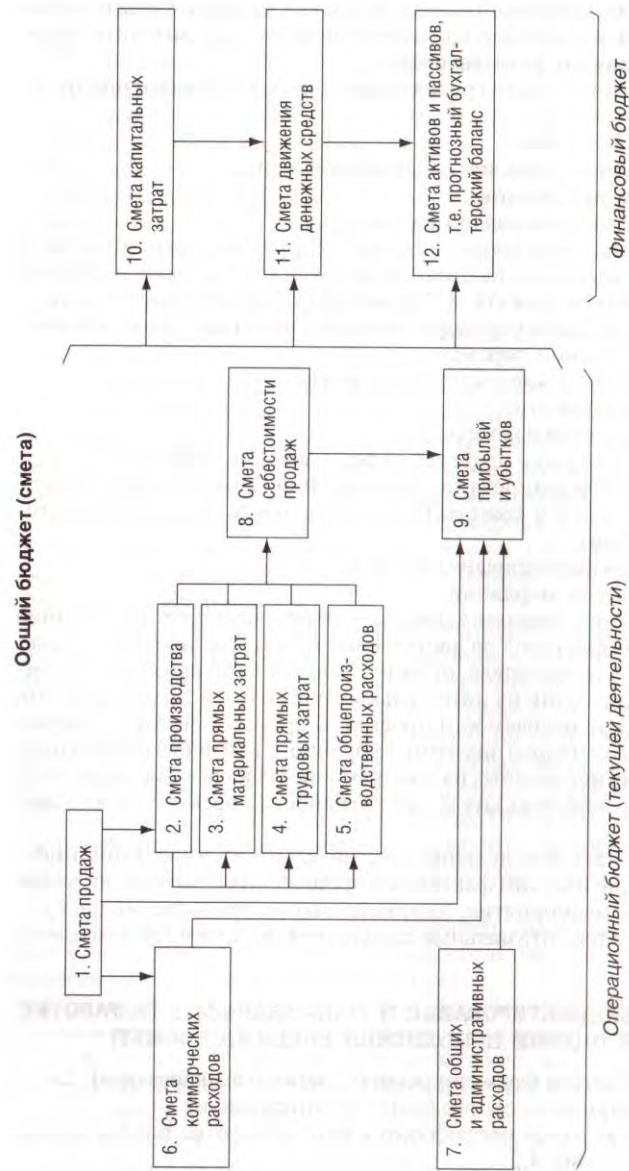 Общий бюджет (смета)
1. Смета продаж
2. Смета производства
3. Смета прямых
материальных затрат
4. Смета прямых
трудовых затрат
5. Смета общепроиз-
водственных расходов
6. Смета
коммерческих
расходов
7. Смета общих
административных
расходов
8. Смета
себестоимости
продаж
9. Смета
прибылей
и убытков
10. Смета капитальных
затрат
11. Смета движения
денежных средств
12. Смета активов и пассивов,
т.е. прогнозный бухгал-
терский баланс
Операционный бюджет (текущей деятельности)
Финансовый бюджет